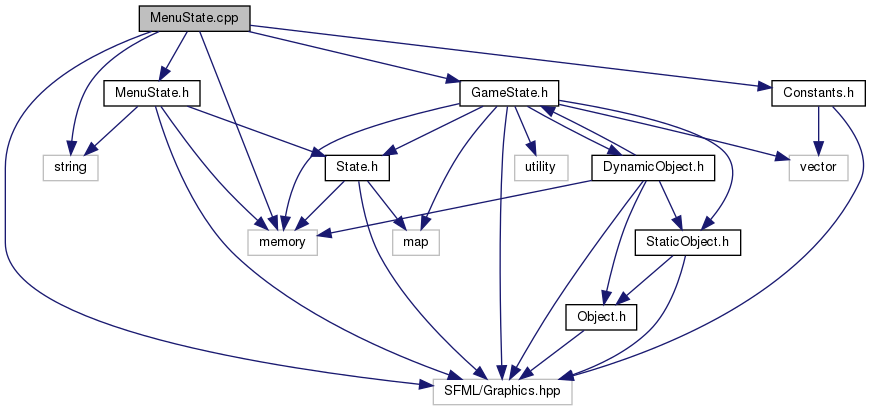 MenuState.cpp
MenuState.h
GameState.h
Constants.h
string
State.h
utility
DynamicObject.h
vector
memory
map
StaticObject.h
Object.h
SFML/Graphics.hpp